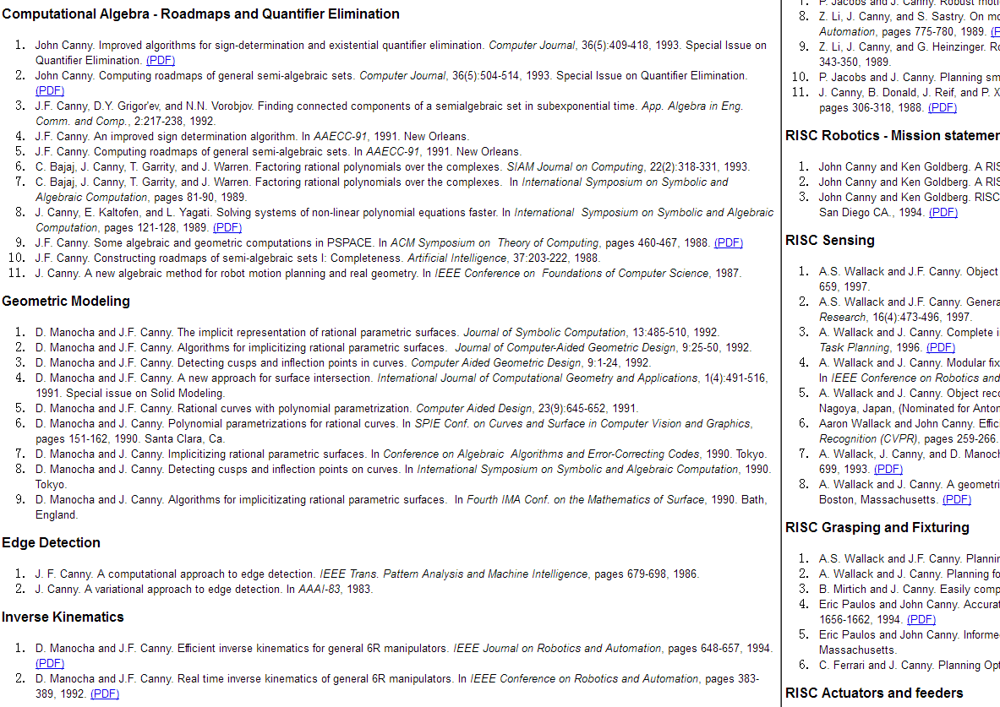 Computational Algebra - Roadmaps and Quantifier Elimination
1. John Canny. Improved algorithms for sign-determination and existential quantifier elimination. Computer Journal, 36(5):409-418, 1993. Special Issue on
Quantifier Elimination. (PDF)
2. John Canny. Computing roadmaps of general semi-algebraic sets. Computer Journal, 36(5):504-514, 1993. Special Issue on Quantifier Elimination.
(PDF)
3. J.F. Canny, D.Y. Grigor'ev, and N.N. Vorobjov. Finding connected components of a semialgebraic set in subexponential time. App. Algebra in Eng.
Comm. and Comp., 2:217-238, 1992.
4. J.F. Canny. An improved sign determination algorithm. In AAECC-91, 1991. New Orleans.
5. J.F. Canny. Computing roadmaps of general semi-algebraic sets. In AAECC-91, 1991. New Orleans.
6. C. Bajaj, J. Canny, T. Garrity, and J. Warren. Factoring rational polynomials over the complexes. SIAM Journal on Computing, 22(2):318-331, 1993.
7. C. Bajaj, J. Canny, T. Garrity, and J. Warren. Factoring rational polynomials over the complexes. In International Symposium on Symbolic and
Algebraic Computation, pages 81-90, 1989.
8. J. Canny, E. Kaltofen, and L. Yagati. Solving systems of non-linear polynomial equations faster. In International Symposium on Symbolic and Algebraic
Computation, pages 121-128, 1989. (PDF)
9. J.F. Canny. Some algebraic and geometric computations in PSPACE. In ACM Symposium on Theory of Computing, pages 460-467, 1988. (PDF)
10. J.F. Canny. Constructing roadmaps of semi-algebraic sets I: Completeness. Artificial Intelligence, 37:203-222, 1988.
11. J. Canny. A new algebraic method for robot motion planning and real geometry. In IEEE Conference on Foundations of Computer Science, 1987.
Geometric Modeling
1. D. Manocha and J.F. Canny. The implicit representation of rational parametric surfaces. Journal of Symbolic Computation, 13:485-510, 1992.
2. D. Manocha and J.F. Canny. Algorithms for implicitizing rational parametric surfaces. Journal of Computer-Aided Geometric Design, 9:25-50, 1992.
3. D. Manocha and J.F. Canny. Detecting cusps and inflection points in curves. Computer Aided Geometric Design, 9:1-24, 1992.
4. D. Manocha and J.F. Canny. A new approach for surface intersection. International Journal of Computational Geometry and Applications, 1(4):491-516,
1991. Special issue on Solid Modeling.
5. D. Manocha and J.F. Canny. Rational curves with polynomial parametrization. Computer Aided Design, 23(9):645-652, 1991.
6. D. Manocha and J. Canny. Polynomial parametrizations for rational curves. In SPIE Conf. on Curves and Surface in Computer Vision and Graphics,
pages 151-162, 1990. Santa Clara, Ca.
7. D. Manocha and J. Canny. Implicitizing rational parametric surfaces. In Conference on Algebraic Algorithms and Error-Correcting Codes, 1990. Tokyo.
8. D. Manocha and J. Canny. Detecting cusps and inflection points on curves. In International Symposium on Symbolic and Algebraic Computation, 1990.
Tokyo.
9. D. Manocha and J. Canny. Algorithms for implicitizating rational parametric surfaces. In Fourth IMA Conf. on the Mathematics of Surface, 1990. Bath,
England.
Edge Detection
1. J. F. Canny. A computational approach to edge detection. IEEE Trans. Pattern Analysis and Machine Intelligence, pages 679-698, 1986.
2. J. Canny. A variational approach to edge detection. In AAAI-83, 1983.
Inverse Kinematics
1. D. Manocha and J.F. Canny. Efficient inverse kinematics for general 6R manipulators. IEEE Journal on Robotics and Automation, pages 648-657, 1994.
(PDF)
2. D. Manocha and J.F. Canny. Real time inverse kinematics of general 6R manipulators. In IEEE Conference on Robotics and Automation, pages 383-
389, 1992. (PDF)
7. P. Jacobs and J. Canny. Robust moti
8. Z. Li, J. Canny, and S. Sastry. On mo
Automation, pages 775-780, 1989. (P
9. Z. Li, J. Canny, and G. Heinzinger. Ro
343-350, 1989.
10. P. Jacobs and J. Canny. Planning sm
11. J. Canny, B. Donald, J. Reif, and P. X
pages 306-318, 1988. (PDF)
RISC Robotics - Mission statemen
1. John Canny and Ken Goldberg. A RIS
2. John Canny and Ken Goldberg. A RIS
3. John Canny and Ken Goldberg. RISC
San Diego CA., 1994. (PDF)
RISC Sensing
1. A.S. Wallack and J.F. Canny. Object
659, 1997.
2. A.S. Wallack and J.F. Canny. Genera
Research, 16(4):473-496, 1997.
3. A. Wallack and J. Canny. Complete i
Task Planning, 1996. (PDF)
4. A. Wallack and J. Canny. Modular fix
In IEEE Conference on Robotics and
5. A. Wallack and J. Canny. Object reco
Nagoya, Japan, (Nominated for Anton
6. Aaron Wallack and John Canny. Effici
Recognition (CVPR), pages 259-266.
7. A. Wallack, J. Canny, and D. Manoch
699, 1993. (PDF)
8. A. Wallack and J. Canny. A geometri
Boston, Massachusetts. (PDF)
RISC Grasping and Fixturing
1. A.S. Wallack and J.F. Canny. Plannin
2. A. Wallack and J. Canny. Planning fo
3. B. Mirtich and J. Canny. Easily comp
4. Eric Paulos and John Canny. Accurat
1656-1662, 1994. (PDF)
5. Eric Paulos and John Canny. Informe
Massachusetts.
6. C. Ferrari and J. Canny. Planning Opt
RISC Actuators and feeders